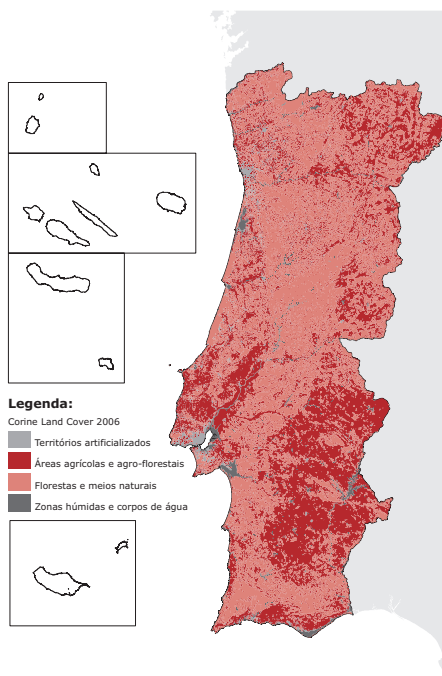 Legenda:
Corine Land Cover 2006
Territórios artificializados
Áreas agrícolas e agro-florestais
Florestas e meios naturais
Zonas húmidas e corpos de água